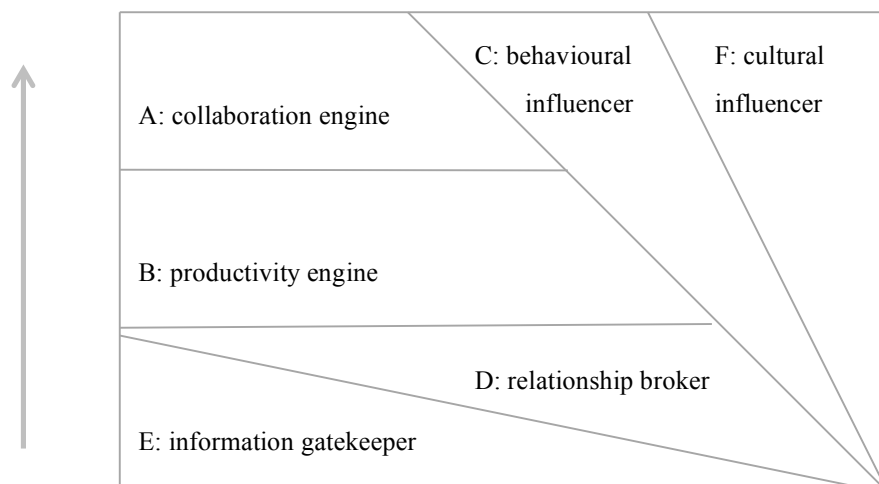 C: behavioural
influencer
F: cultural
influencer
A: collaboration engine
B: productivity engine
D: relationship broker
E: information gatekeeper